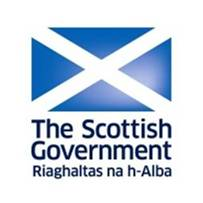 The Scottish
Government
Riaghaltas na h-Alba